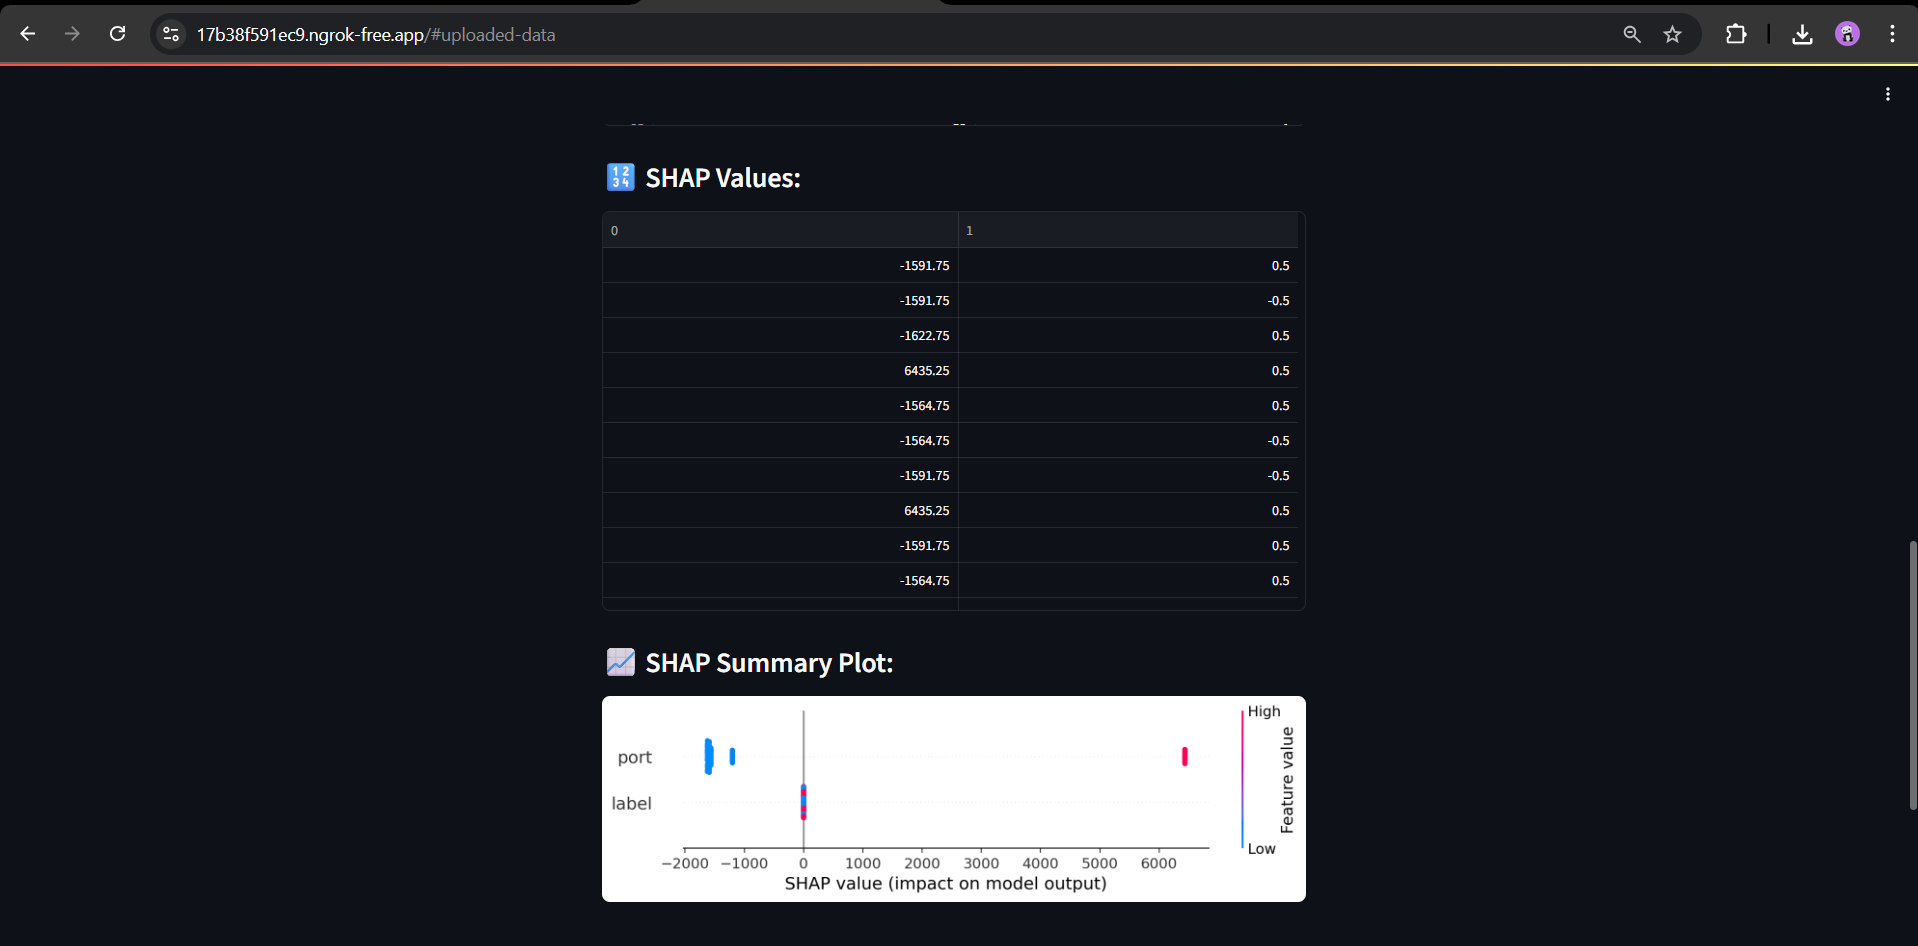 17b38f591ec9.ngrok-free.app/#uploaded-data
SHAP Values:
0 1
-1591.75 0.5
-1591.75 -0.5
-1622.75 0.5
6435.25 0.5
-1564.75 0.5
-1564.75 -0.5
-1591.75 -0.5
6435.25 0.5
-1591.75 0.5
-1564.75 0.5
SHAP Summary Plot:
High
port
label
Feature value
Low
−2000 −1000 0 1000 2000 3000 4000 5000 6000
SHAP value (impact on model output)